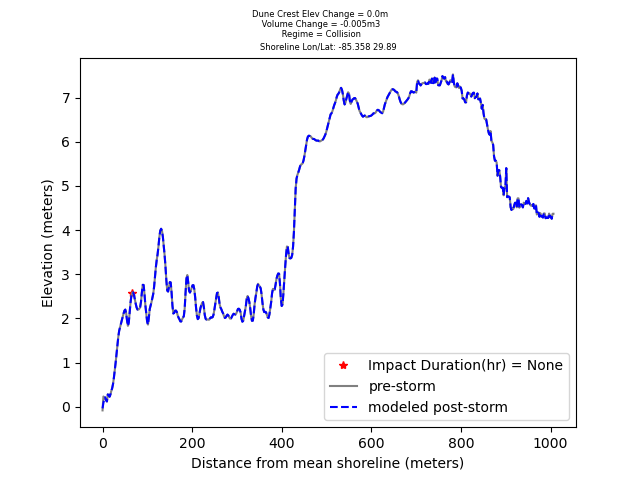 Dune Crest Elev Change = 0.0m
Volume Change = -0.005m3
Regime = Collision
Shoreline Lon/Lat: -85.358 29.89
7
6
5
4
3
2
1
0
Elevation (meters)
Impact Duration(hr) = None
pre-storm
modeled post-storm
0 200 400 600 800 1000
Distance from mean shoreline (meters)